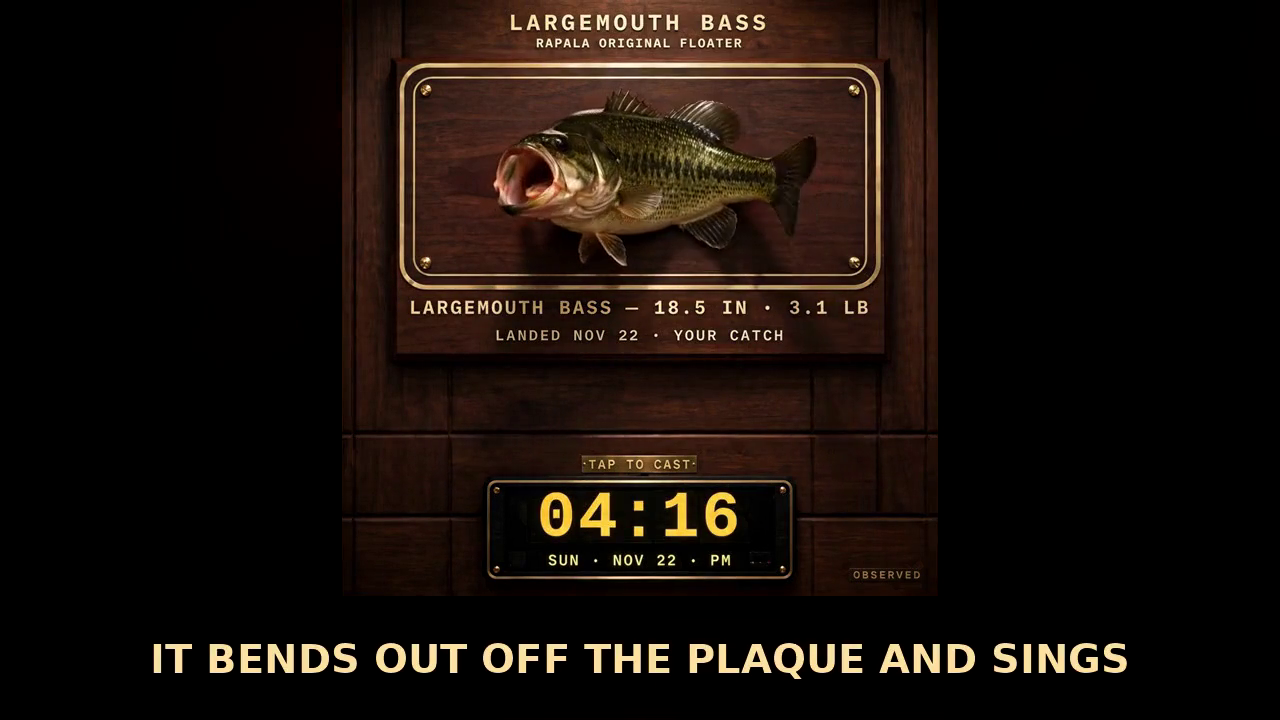 LARGEMOUTH BASS
RAPALA ORIGINAL FLOATER
LARGEMOUTH BASS — 18.5 IN · 3.1 LB
LANDED NOV 22 · YOUR CATCH
·TAP TO CAST·
04:16
SUN · NOV 22 · PM
OBSERVED
IT BENDS OUT OFF THE PLAQUE AND SINGS